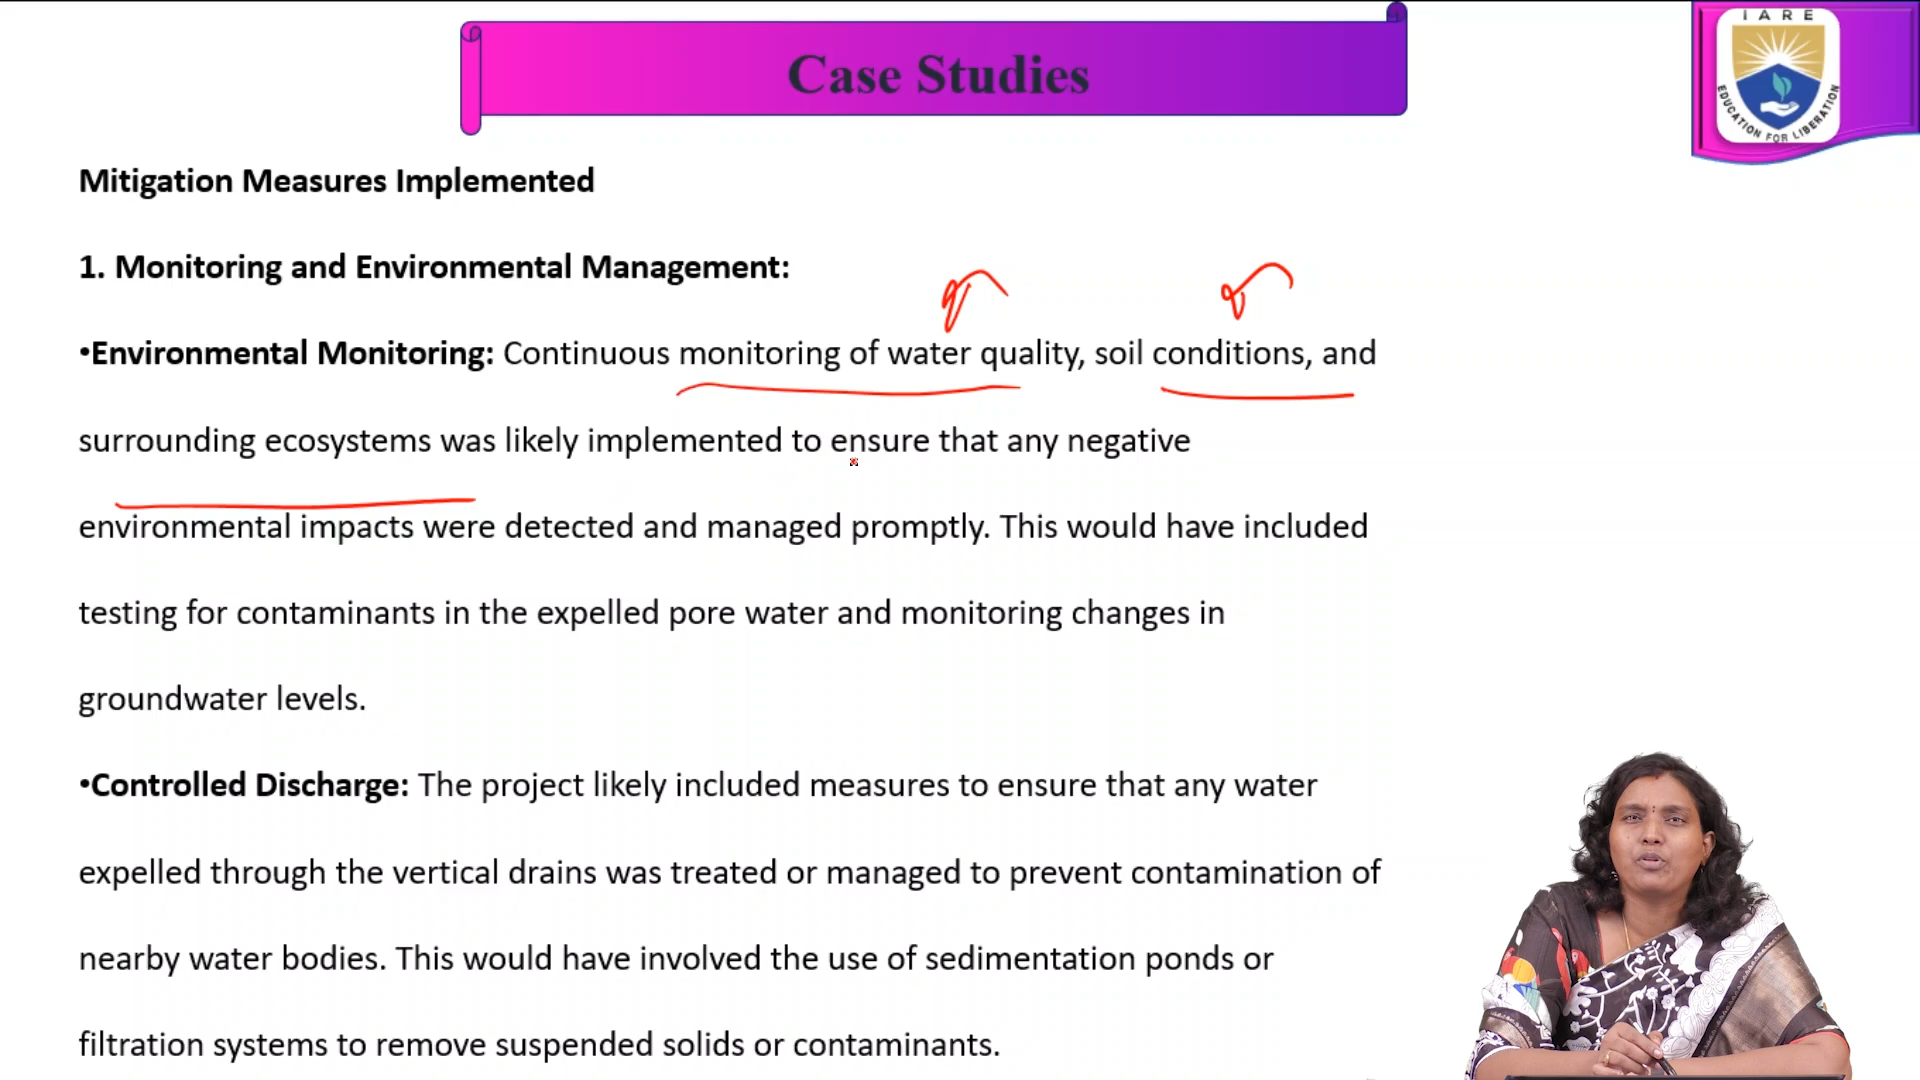 Case Studies
IARE
EDUCATION FOR LIBERATION
Mitigation Measures Implemented
1. Monitoring and Environmental Management:
•Environmental Monitoring: Continuous monitoring of water quality, soil conditions, and
surrounding ecosystems was likely implemented to ensure that any negative
environmental impacts were detected and managed promptly. This would have included
testing for contaminants in the expelled pore water and monitoring changes in
groundwater levels.
•Controlled Discharge: The project likely included measures to ensure that any water
expelled through the vertical drains was treated or managed to prevent contamination of
nearby water bodies. This would have involved the use of sedimentation ponds or
filtration systems to remove suspended solids or contaminants.